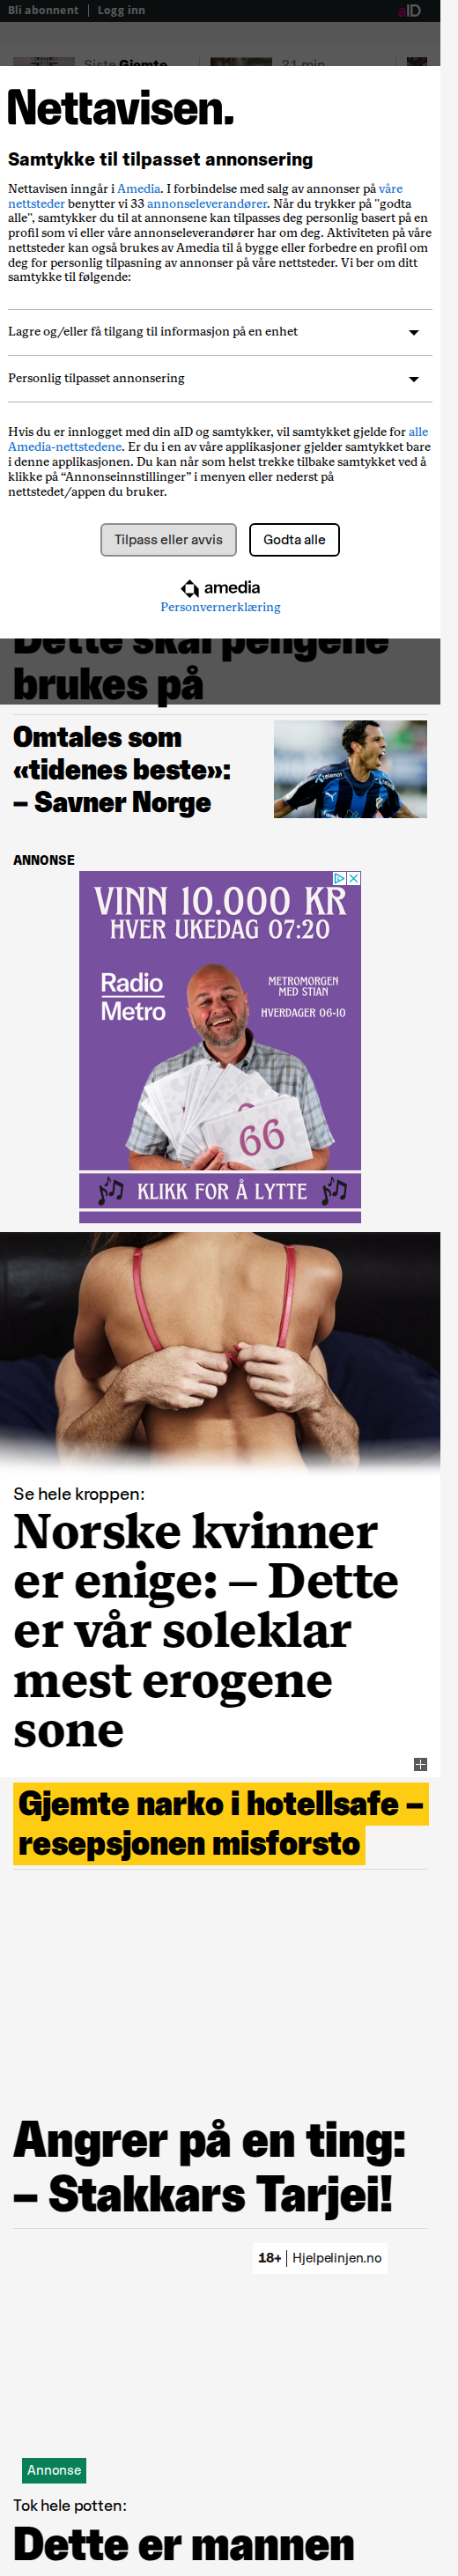 Bli abonnent | Logg inn
aID
Siste Gjemte
21 min
Nettavisen.
Samtykke til tilpasset annonsering
Nettavisen inngår i Amedia. I forbindelse med salg av annonser på våre
nettsteder benytter vi 33 annonseleverandører. Når du trykker på "godta
alle", samtykker du til at annonsene kan tilpasses deg personlig basert på en
profil som vi eller våre annonseleverandører har om deg. Aktiviteten på våre
nettsteder kan også brukes av Amedia til å bygge eller forbedre en profil om
deg for personlig tilpasning av annonser på våre nettsteder. Vi ber om ditt
samtykke til følgende:
Lagre og/eller få tilgang til informasjon på en enhet
Personlig tilpasset annonsering
Hvis du er innlogget med din aID og samtykker, vil samtykket gjelde for alle
Amedia-nettstedene. Er du i en av våre applikasjoner gjelder samtykket bare
i denne applikasjonen. Du kan når som helst trekke tilbake samtykket ved å
klikke på “Annonseinnstillinger” i menyen eller nederst på
nettstedet/appen du bruker.
Tilpass eller avvis
Godta alle
amedia
Personvernerklæring
Dette skal pengene
brukes på
Omtales som
«tidenes beste»:
– Savner Norge
telenor
ANNONSE
VINN 10.000 KR
HVER UKEDAG 07:20
Radio
Metro
METROMORGEN
MED STIAN
HVERDAGER 06-10
66
KLIKK FOR Å LYTTE
Se hele kroppen:
Norske kvinner
er enige: – Dette
er vår soleklar
mest erogene
sone
Gjemte narko i hotellsafe –
resepsjonen misforsto
Angrer på en ting:
– Stakkars Tarjei!
18+ | Hjelpelinjen.no
Annonse
Tok hele potten:
Dette er mannen